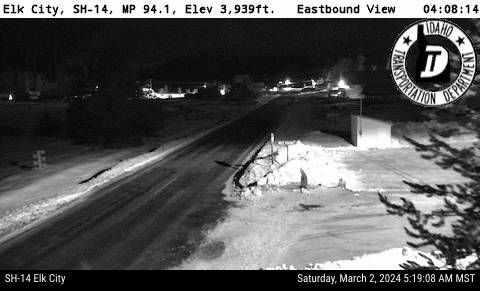 Elk City, SH-14, MP 94.1, Elev 3,939ft. Eastbound View 04:08:14
IDAHO
TRANSPORTATION DEPARTMENT
SH-14 Elk City Saturday, March 2, 2024 5:19:08 AM MST